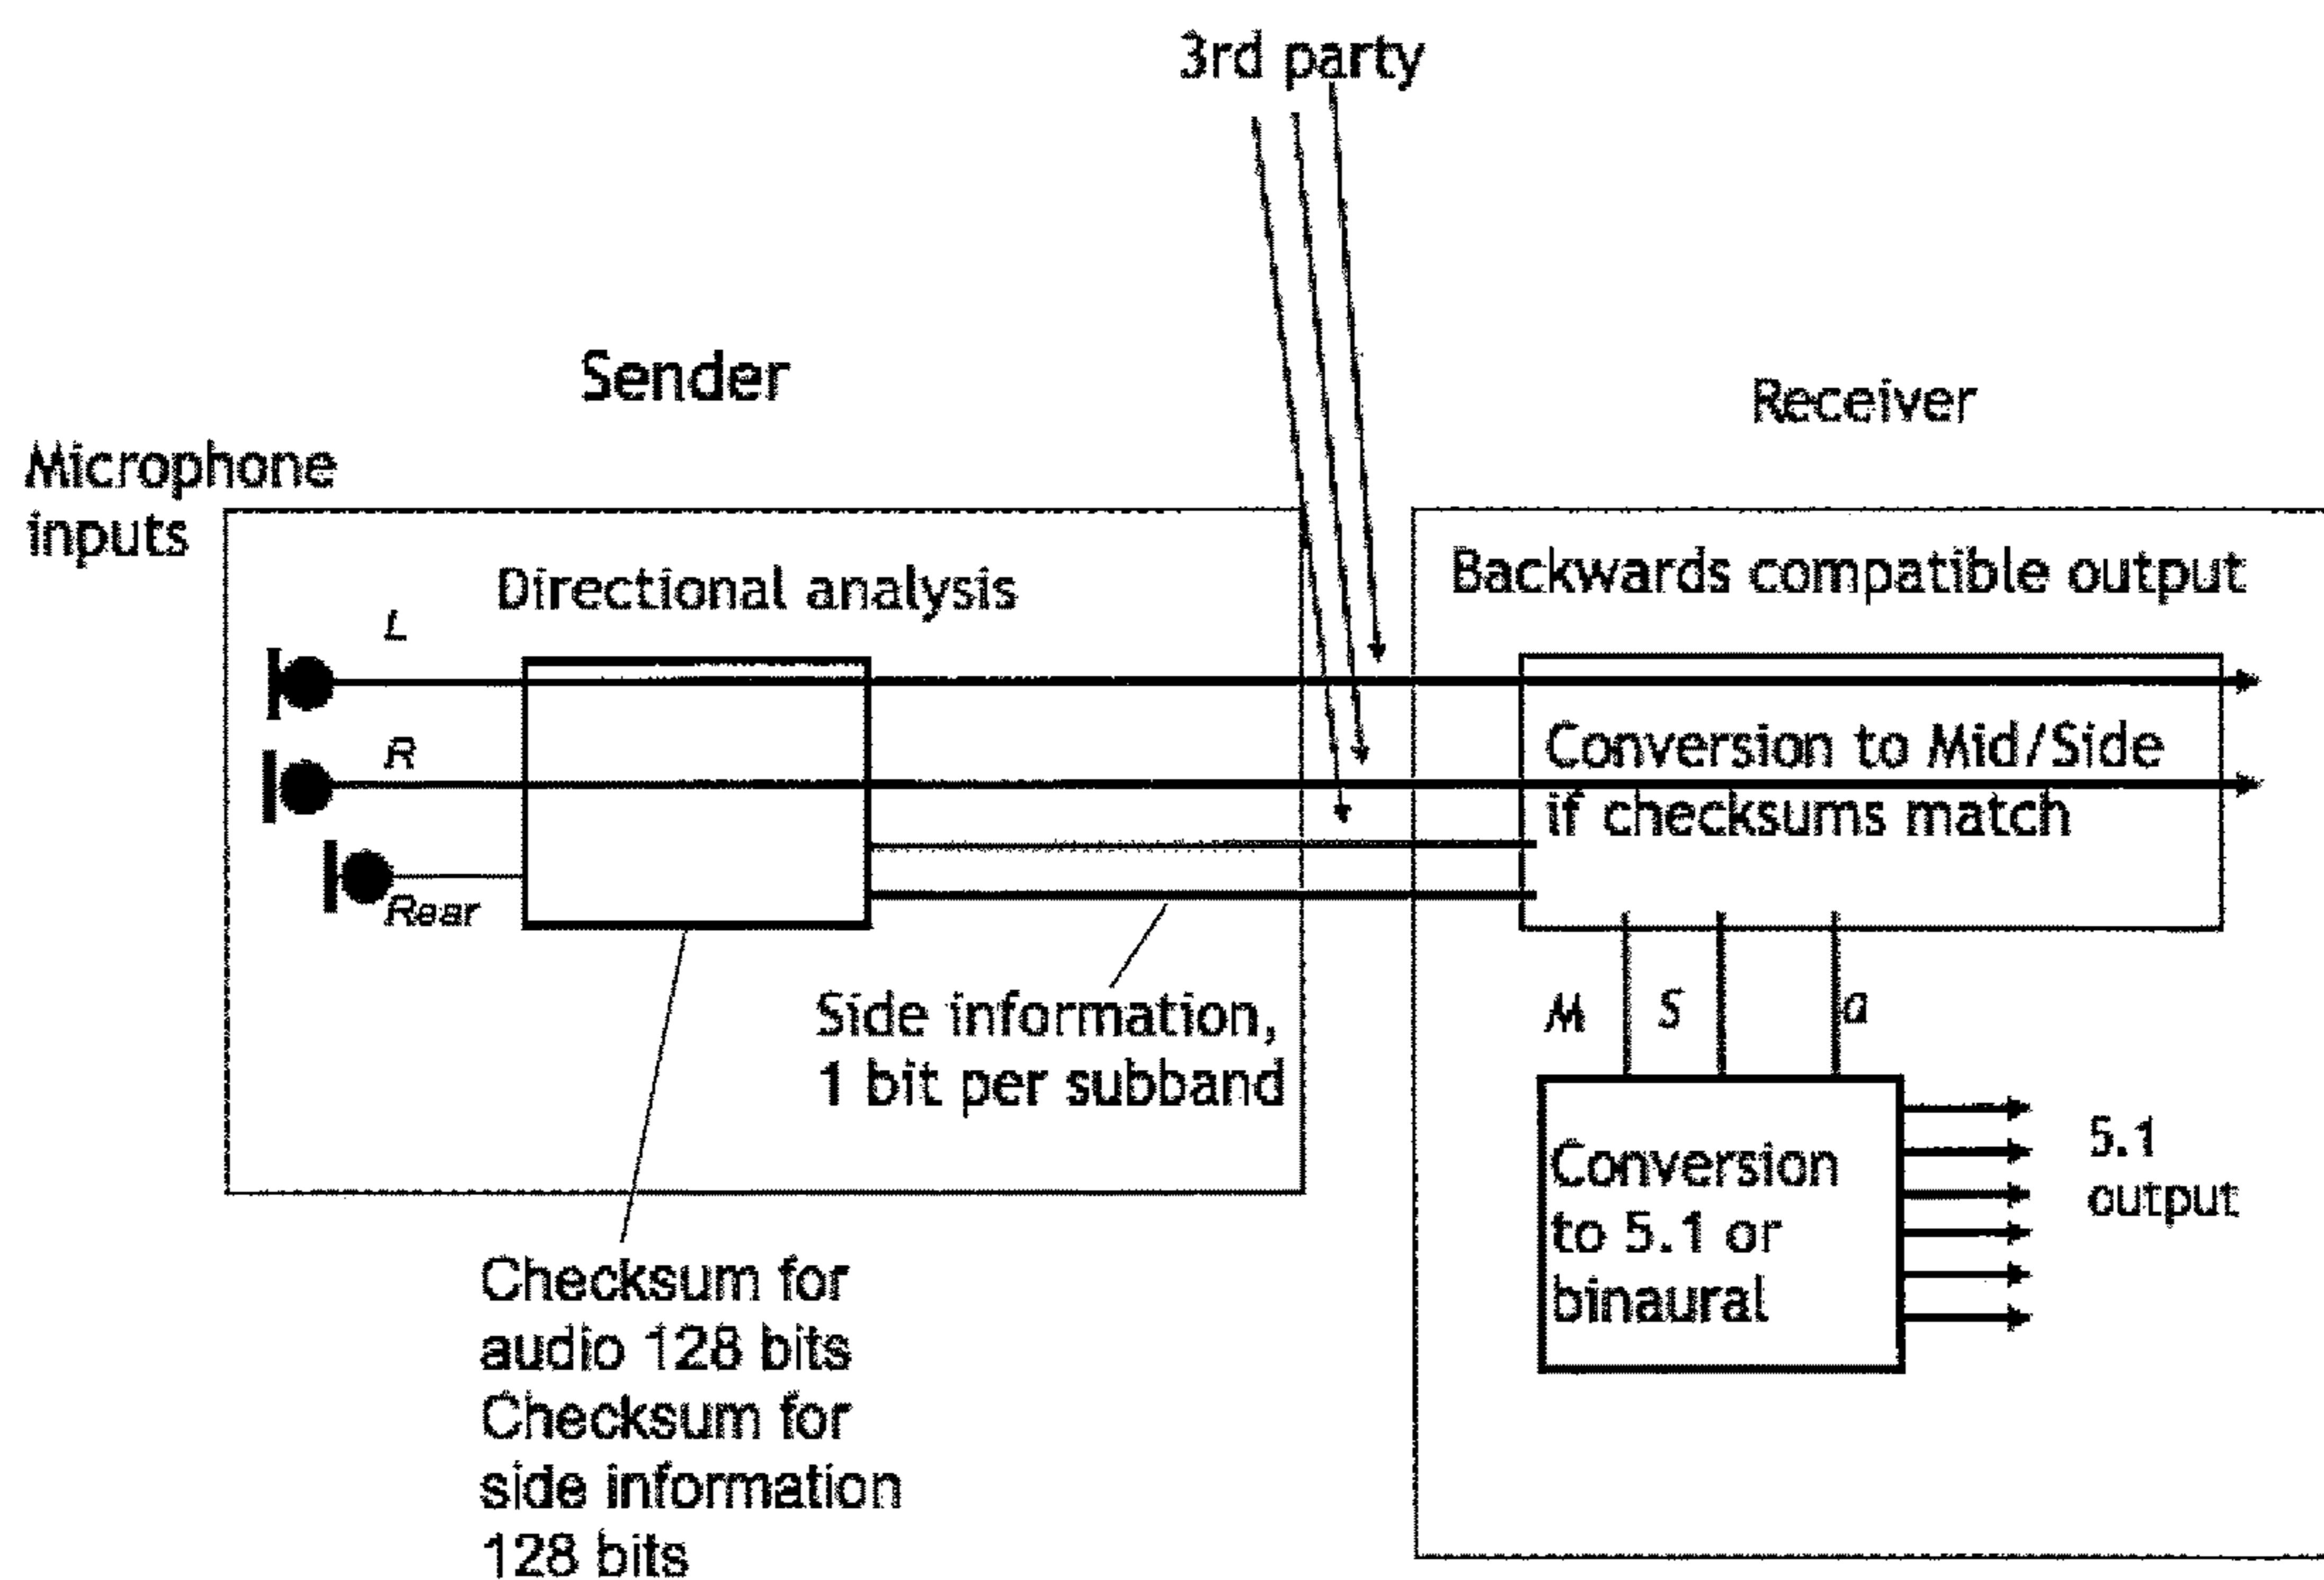 3rd party
Sender
Receiver
Microphone
inputs
Directional analysis
Backwards compatible output
L
R
Rear
Conversion to Mid/Side
if checksums match
Side information,
1 bit per subband
M
S
α
Conversion
to 5.1 or
binaural
5.1
output
Checksum for
audio 128 bits
Checksum for
side information
128 bits